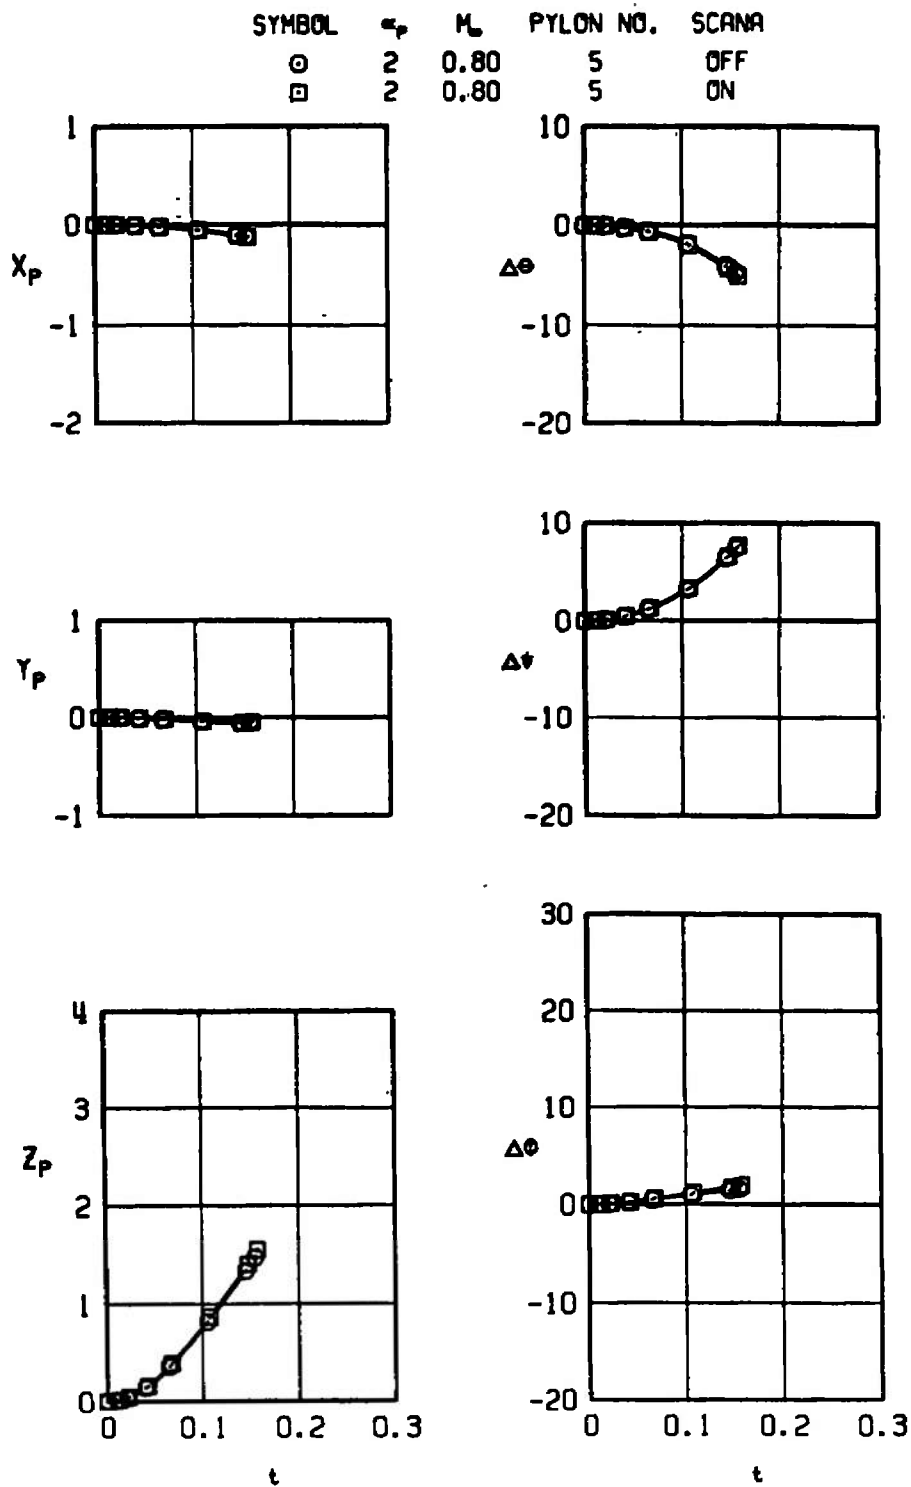 SYMBOL αp M∞ PYLON NO. SCANA
⊙ 2 0.80 5 OFF
⊡ 2 0.80 5 ON
1
0
-1
-2
Xp
10
0
-10
-20
Δθ
1
0
-1
Yp
10
0
-10
-20
Δψ
4
3
2
1
0
Zp
0 0.1 0.2 0.3
t
30
20
10
0
-10
-20
ΔΦ
0 0.1 0.2 0.3
t